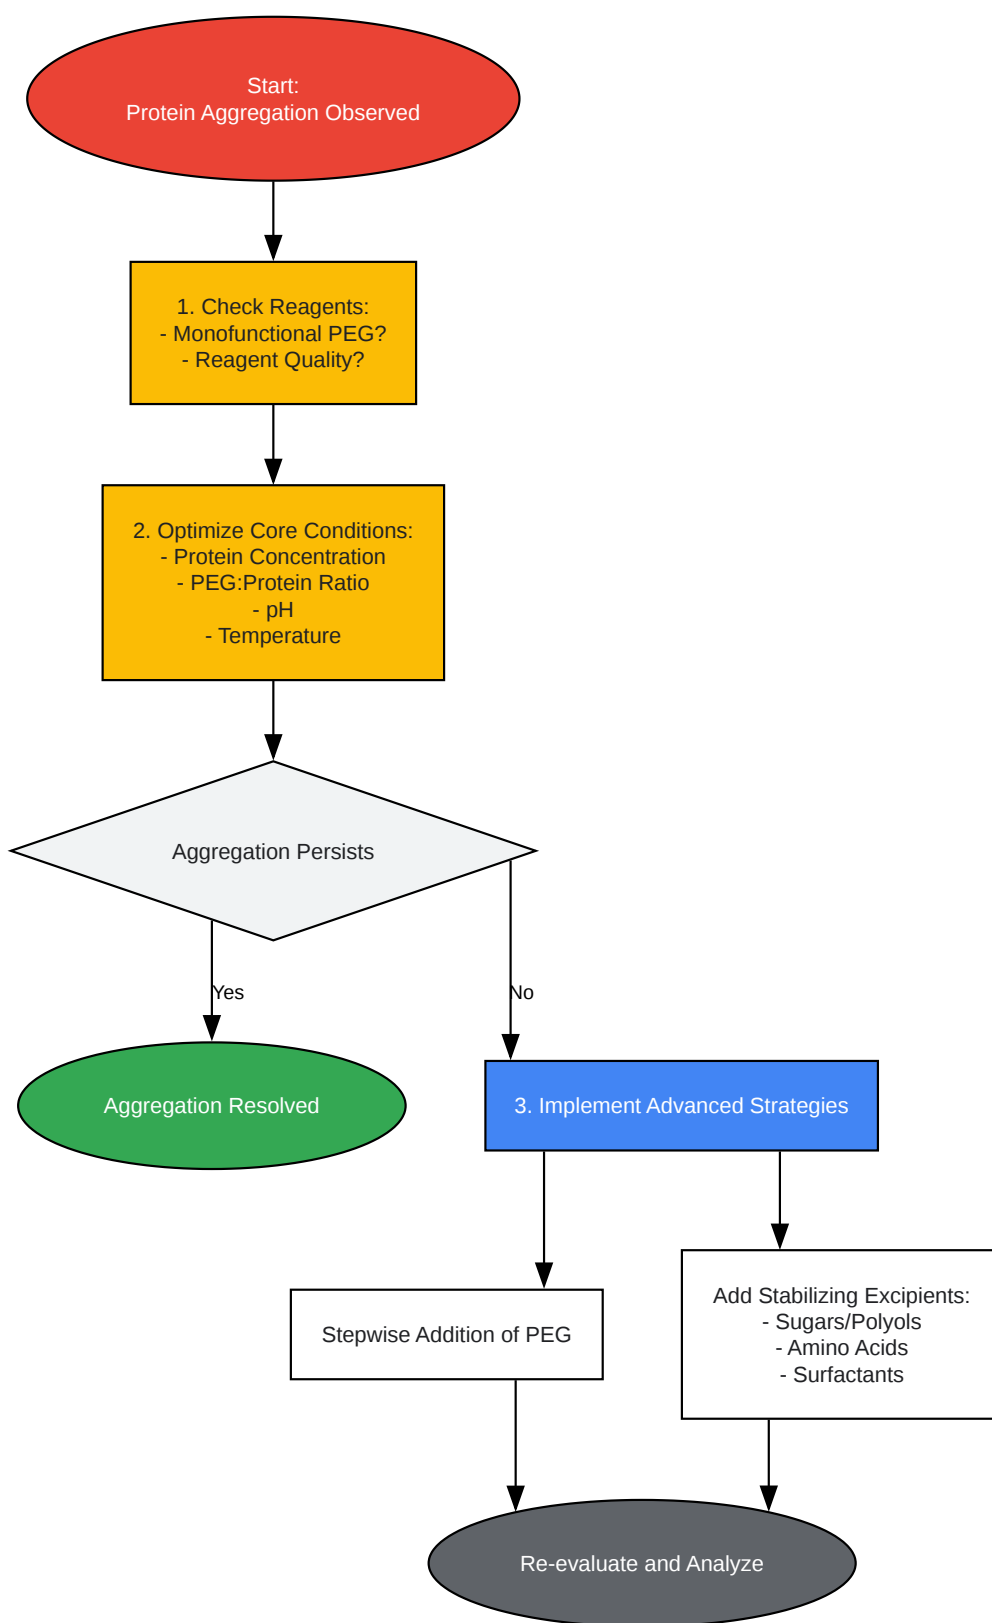 Start:
Protein Aggregation Observed
1. Check Reagents:
- Monofunctional PEG?
- Reagent Quality?
2. Optimize Core Conditions:
- Protein Concentration
- PEG:Protein Ratio
- pH
- Temperature
Aggregation Persists
Yes
No
Aggregation Resolved
3. Implement Advanced Strategies
Stepwise Addition of PEG
Add Stabilizing Excipients:
- Sugars/Polyols
- Amino Acids
- Surfactants
Re-evaluate and Analyze